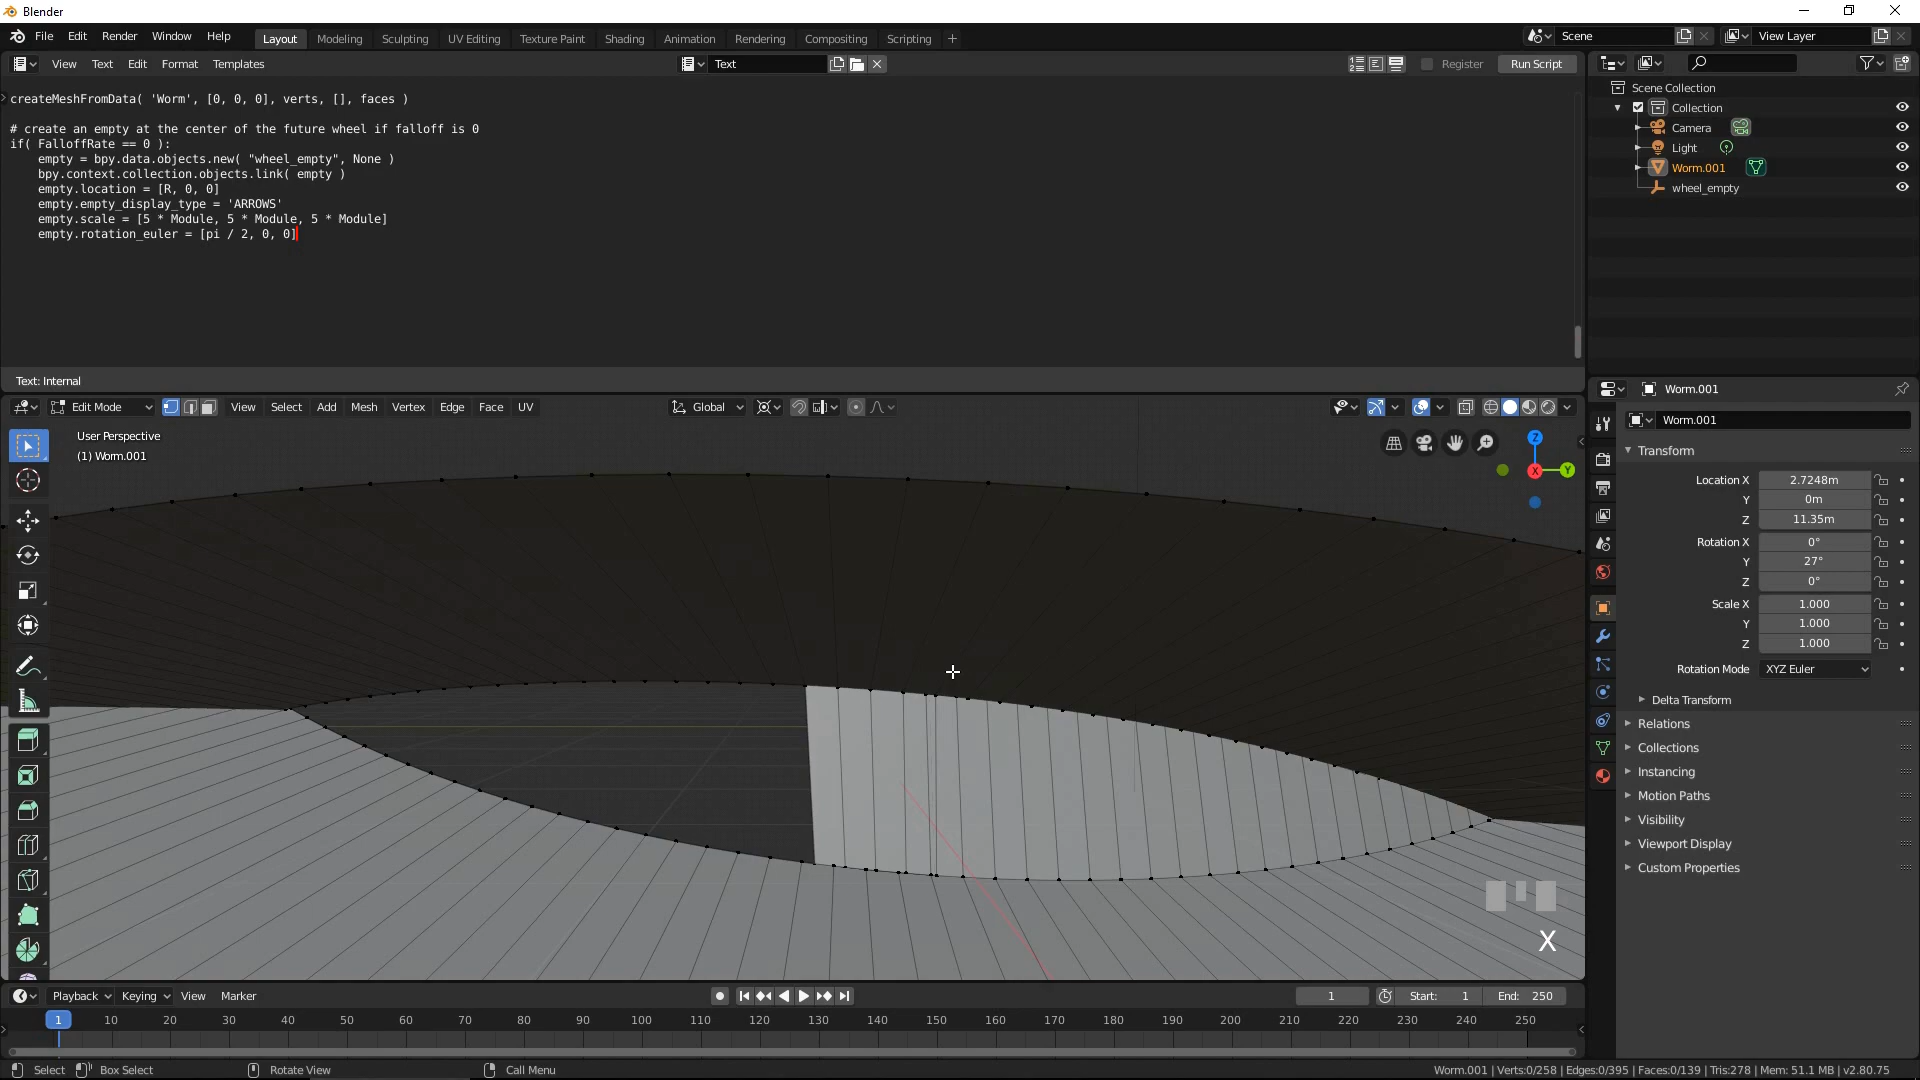 Blender
File Edit Render Window Help Layout Modeling Sculpting UV Editing Texture Paint Shading Animation Rendering Compositing Scripting + Scene View Layer
View Text Edit Format Templates Text Register Run Script
createMeshFromData( 'Worm', [0, 0, 0], verts, [], faces )
# create an empty at the center of the future wheel if falloff is 0
if( FalloffRate == 0 ):
empty = bpy.data.objects.new( "wheel_empty", None )
bpy.context.collection.objects.link( empty )
empty.location = [R, 0, 0]
empty.empty_display_type = 'ARROWS'
empty.scale = [5 * Module, 5 * Module, 5 * Module]
empty.rotation_euler = [pi / 2, 0, 0]
Text: Internal
Scene Collection
Collection
Camera
Light
Worm.001
wheel_empty
Edit Mode View Select Add Mesh Vertex Edge Face UV Global
User Perspective
(1) Worm.001
Z
X
Y
X
Worm.001
Worm.001
Transform
Location X 2.7248m
Y 0m
Z 11.35m
Rotation X 0°
Y 27°
Z 0°
Scale X 1.000
Y 1.000
Z 1.000
Rotation Mode XYZ Euler
Delta Transform
Relations
Collections
Instancing
Motion Paths
Visibility
Viewport Display
Custom Properties
Playback Keying View Marker 1 Start: 1 End: 250
1 10 20 30 40 50 60 70 80 90 100 110 120 130 140 150 160 170 180 190 200 210 220 230 240 250
Select Box Select Rotate View Call Menu Worm.001 | Verts:0/258 | Edges:0/395 | Faces:0/139 | Tris:278 | Mem: 51.1 MB | v2.80.75